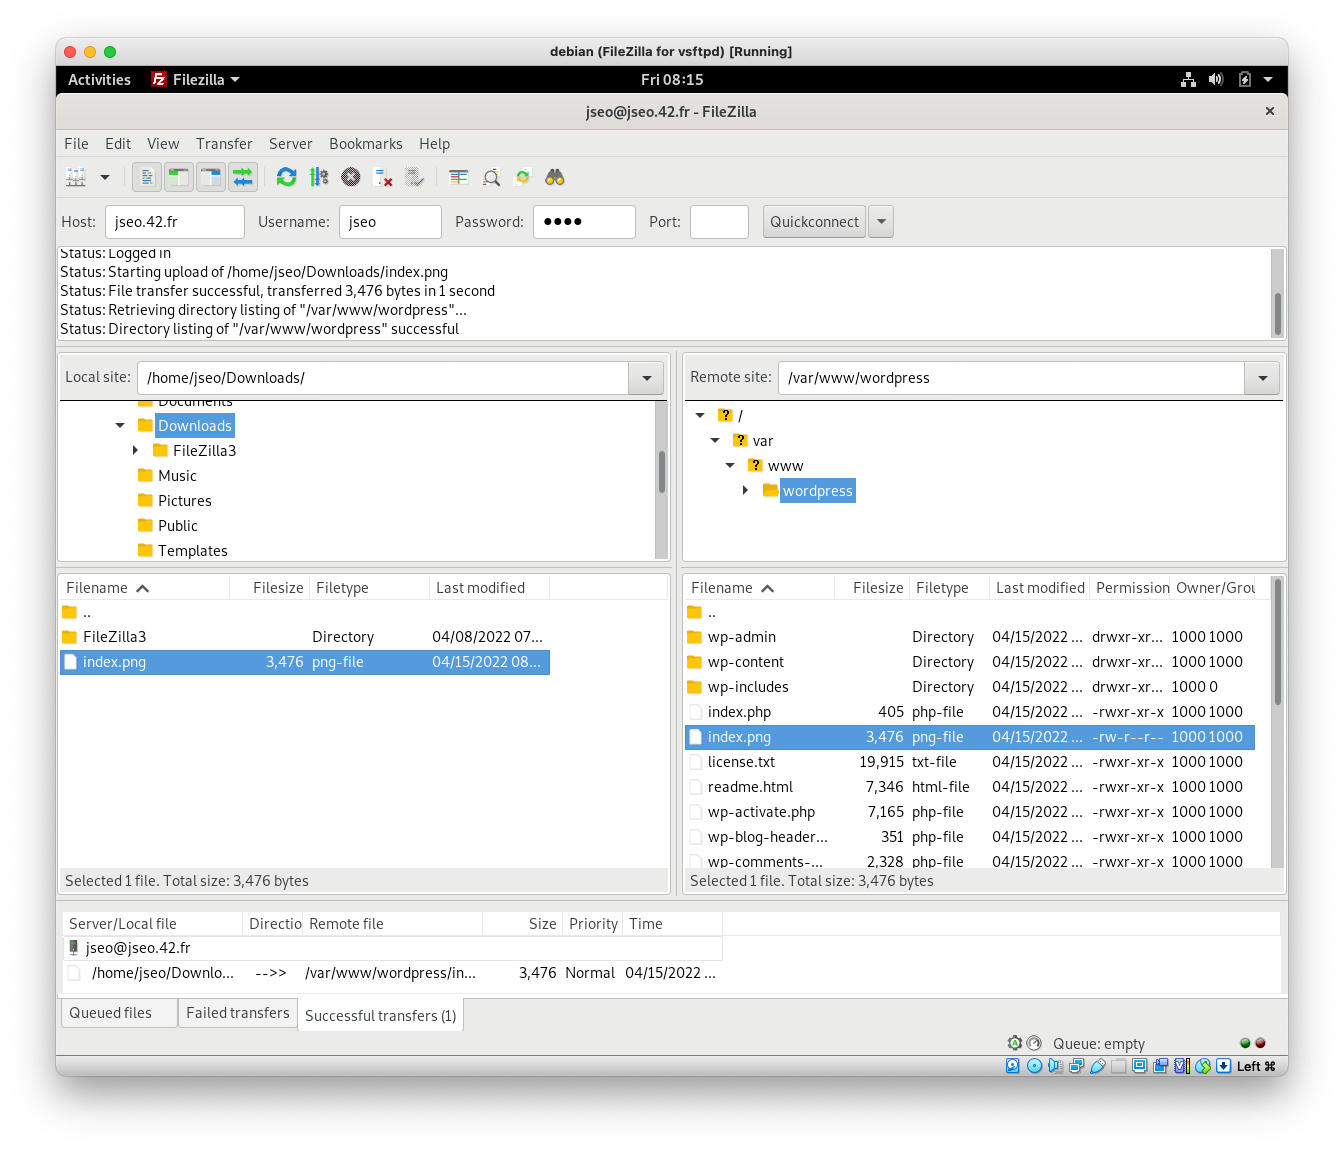 debian (FileZilla for vsftpd) [Running]
Activities Filezilla Fri 08:15
jseo@jseo.42.fr - FileZilla
File Edit View Transfer Server Bookmarks Help
Host: jseo.42.fr Username: jseo Password: ●●●● Port: Quickconnect
Status: Logged in
Status: Starting upload of /home/jseo/Downloads/index.png
Status: File transfer successful, transferred 3,476 bytes in 1 second
Status: Retrieving directory listing of "/var/www/wordpress"...
Status: Directory listing of "/var/www/wordpress" successful
Local site: /home/jseo/Downloads/
Documents
Downloads
FileZilla3
Music
Pictures
Public
Templates
Remote site: /var/www/wordpress
/
var
www
wordpress
Filename Filesize Filetype Last modified
..
FileZilla3 Directory 04/08/2022 07...
index.png 3,476 png-file 04/15/2022 08...
Selected 1 file. Total size: 3,476 bytes
Filename Filesize Filetype Last modified Permission Owner/Grou
..
wp-admin Directory 04/15/2022 ... drwxr-xr... 1000 1000
wp-content Directory 04/15/2022 ... drwxr-xr... 1000 1000
wp-includes Directory 04/15/2022 ... drwxr-xr... 1000 0
index.php 405 php-file 04/15/2022 ... -rwxr-xr-x 1000 1000
index.png 3,476 png-file 04/15/2022 ... -rw-r--r-- 1000 1000
license.txt 19,915 txt-file 04/15/2022 ... -rwxr-xr-x 1000 1000
readme.html 7,346 html-file 04/15/2022 ... -rwxr-xr-x 1000 1000
wp-activate.php 7,165 php-file 04/15/2022 ... -rwxr-xr-x 1000 1000
wp-blog-header... 351 php-file 04/15/2022 ... -rwxr-xr-x 1000 1000
wp-comments-... 2,328 php-file 04/15/2022 ... -rwxr-xr-x 1000 1000
Selected 1 file. Total size: 3,476 bytes
Server/Local file Directio Remote file Size Priority Time
jseo@jseo.42.fr
/home/jseo/Downlo... -->> /var/www/wordpress/in... 3,476 Normal 04/15/2022 ...
Queued files Failed transfers Successful transfers (1)
Queue: empty
Left ⌘